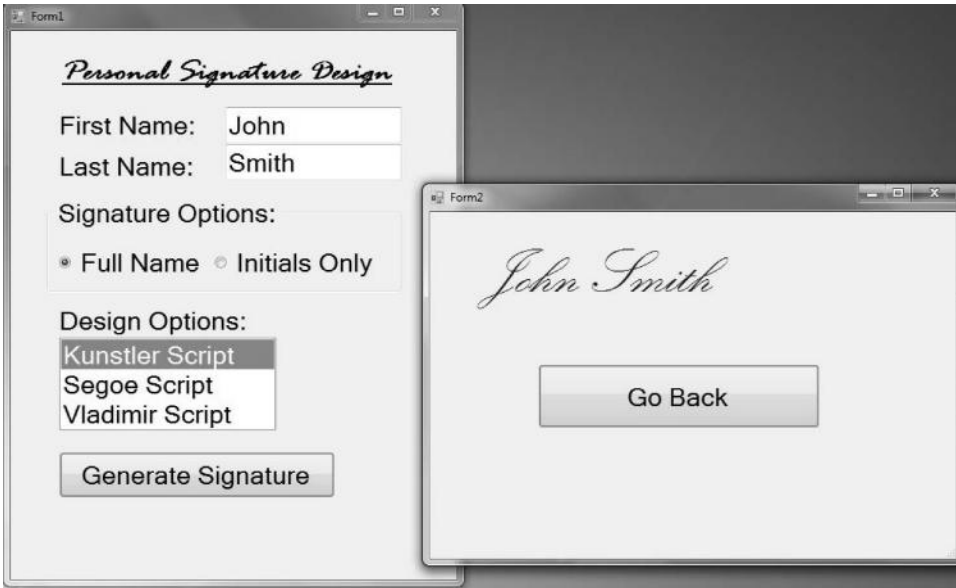 Form1
Personal Signature Design
First Name: John
Last Name: Smith
Signature Options:
Full Name Initials Only
Design Options:
Kunstler Script
Segoe Script
Vladimir Script
Generate Signature
Form2
John Smith
Go Back